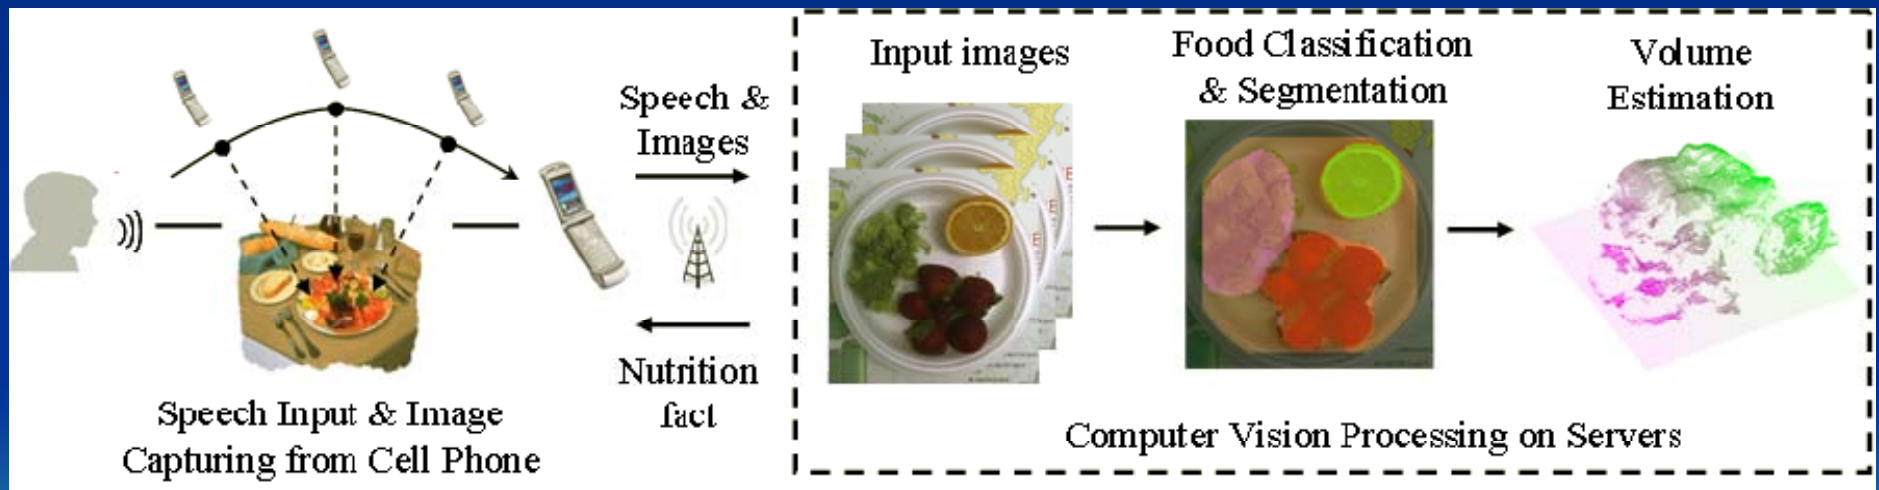 Speech Input & Image
Capturing from Cell Phone
Speech &
Images
Nutrition
fact
Input images
Food Classification
& Segmentation
Volume
Estimation
Computer Vision Processing on Servers